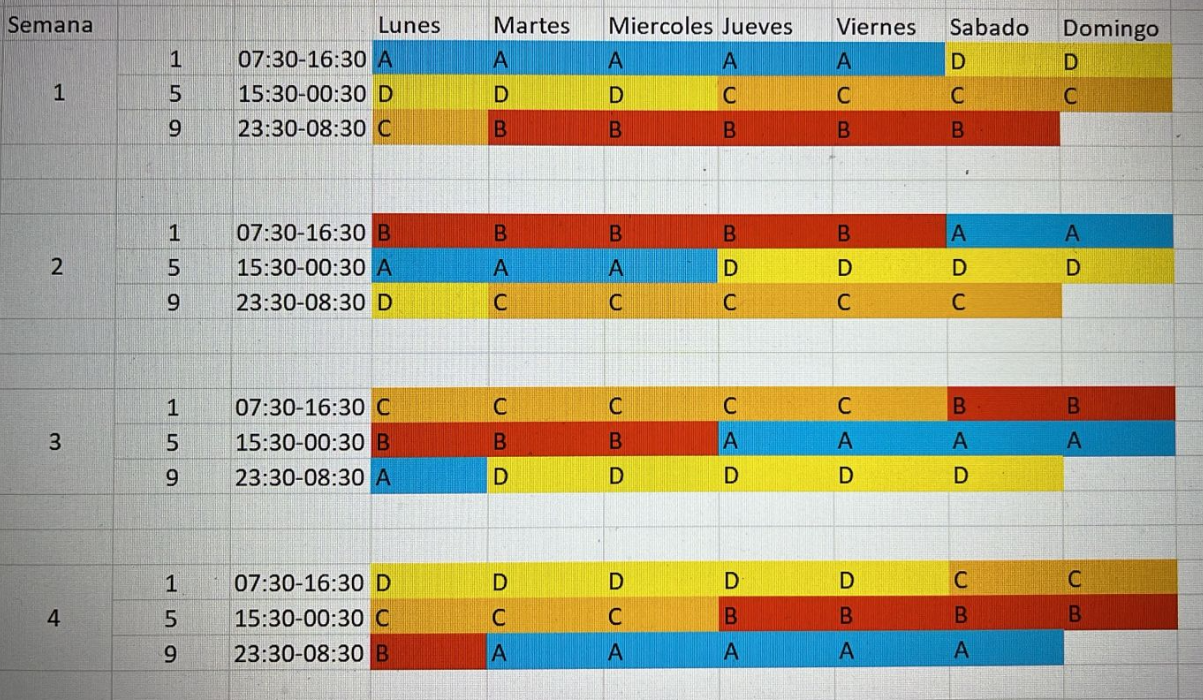 Semana Lunes Martes Miercoles Jueves Viernes Sabado Domingo
1 07:30-16:30 A A A A A D D
1 5 15:30-00:30 D D D C C C C
9 23:30-08:30 C B B B B B
1 07:30-16:30 B B B B B A A
2 5 15:30-00:30 A A A D D D D
9 23:30-08:30 D C C C C C
1 07:30-16:30 C C C C C B B
3 5 15:30-00:30 B B B A A A A
9 23:30-08:30 A D D D D D
1 07:30-16:30 D D D D D C C
4 5 15:30-00:30 C C C B B B B
9 23:30-08:30 B A A A A A